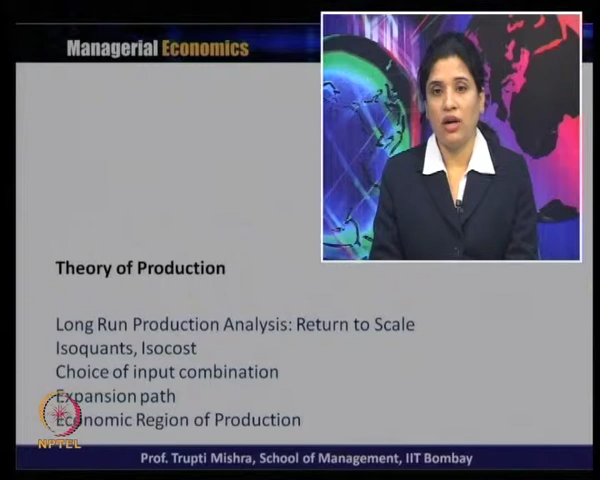 Managerial Economics
Theory of Production
Long Run Production Analysis: Return to Scale
Isoquants, Isocost
Choice of input combination
Expansion path
Economic Region of Production
NPTEL
Prof. Trupti Mishra, School of Management, IIT Bombay